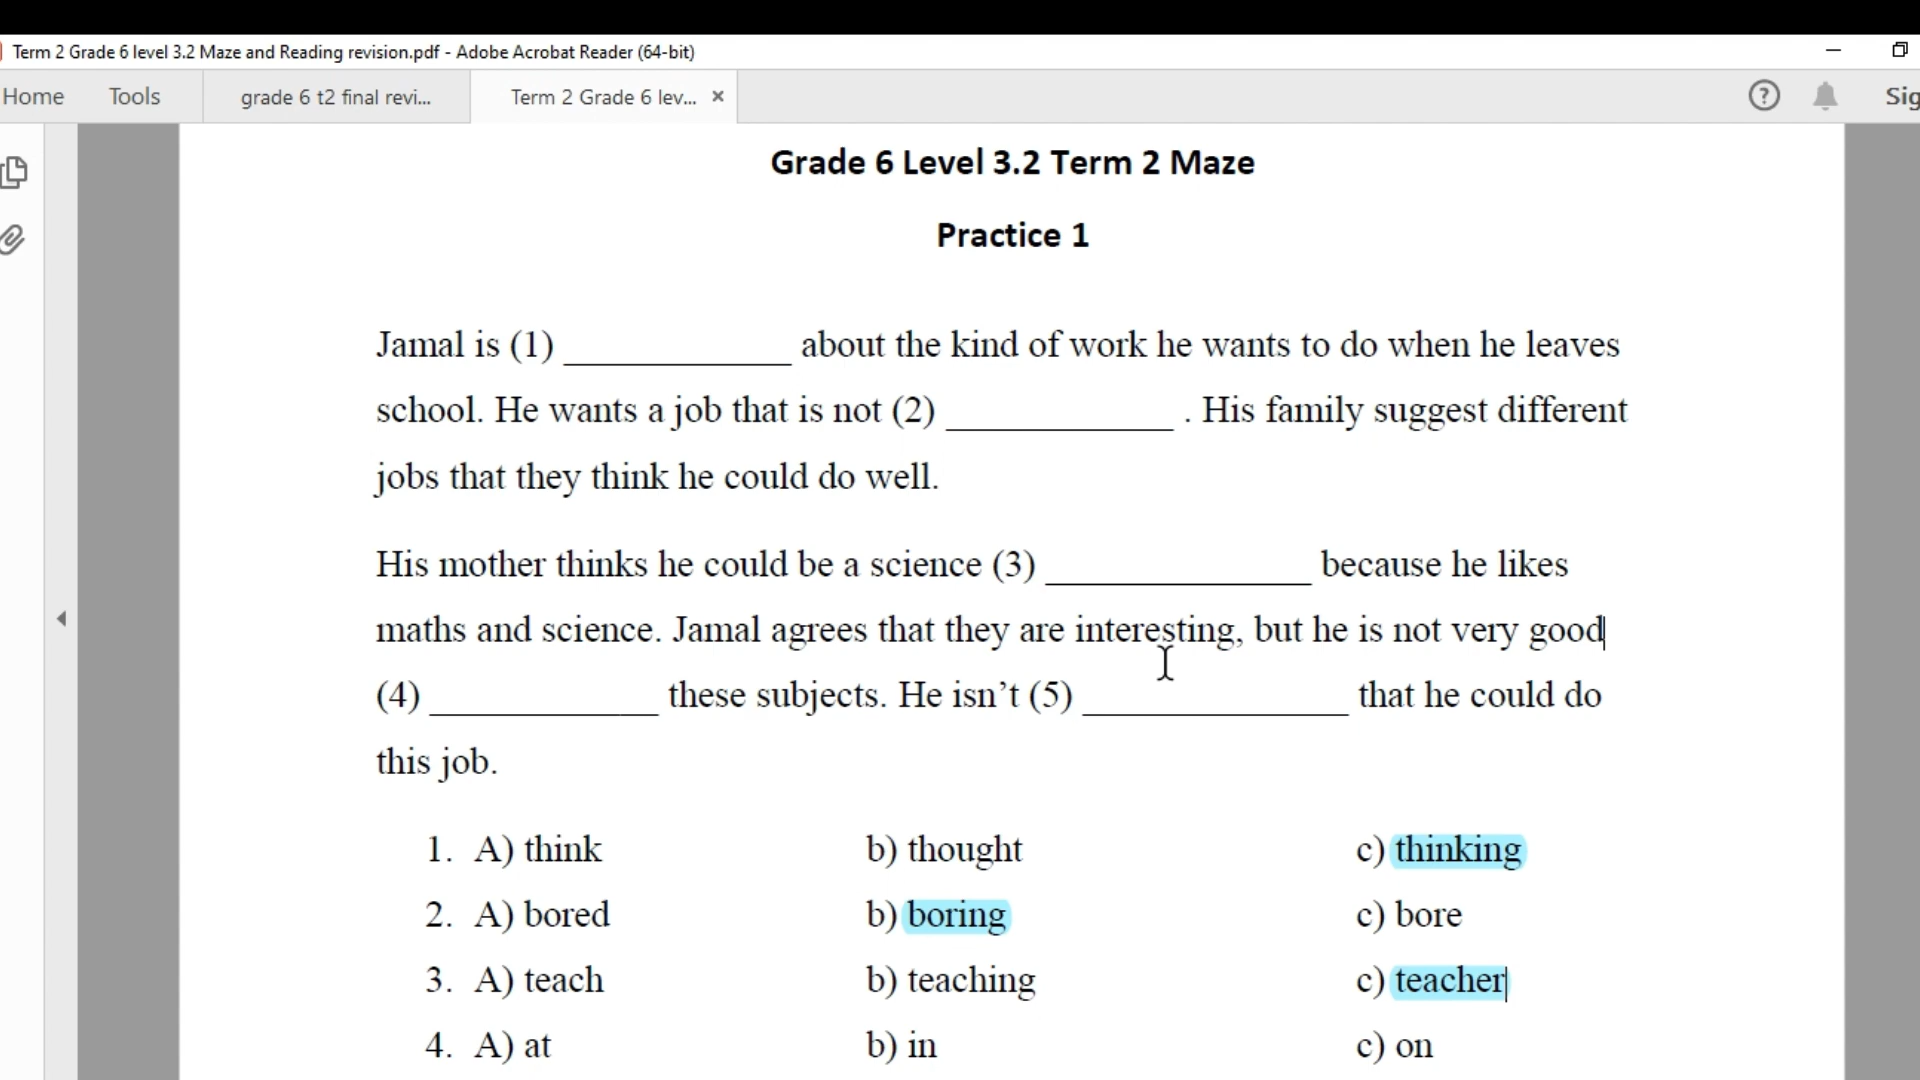 Term 2 Grade 6 level 3.2 Maze and Reading revision.pdf - Adobe Acrobat Reader (64-bit)
Home Tools grade 6 t2 final revi... Term 2 Grade 6 lev... × ? Sig
Grade 6 Level 3.2 Term 2 Maze
Practice 1
Jamal is (1) ____________ about the kind of work he wants to do when he leaves
school. He wants a job that is not (2) ____________ . His family suggest different
jobs that they think he could do well.
His mother thinks he could be a science (3) ______________ because he likes
maths and science. Jamal agrees that they are interesting, but he is not very good
(4) ____________ these subjects. He isn’t (5) ______________ that he could do
this job.
1. A) think b) thought c) thinking
2. A) bored b) boring c) bore
3. A) teach b) teaching c) teacher
4. A) at b) in c) on